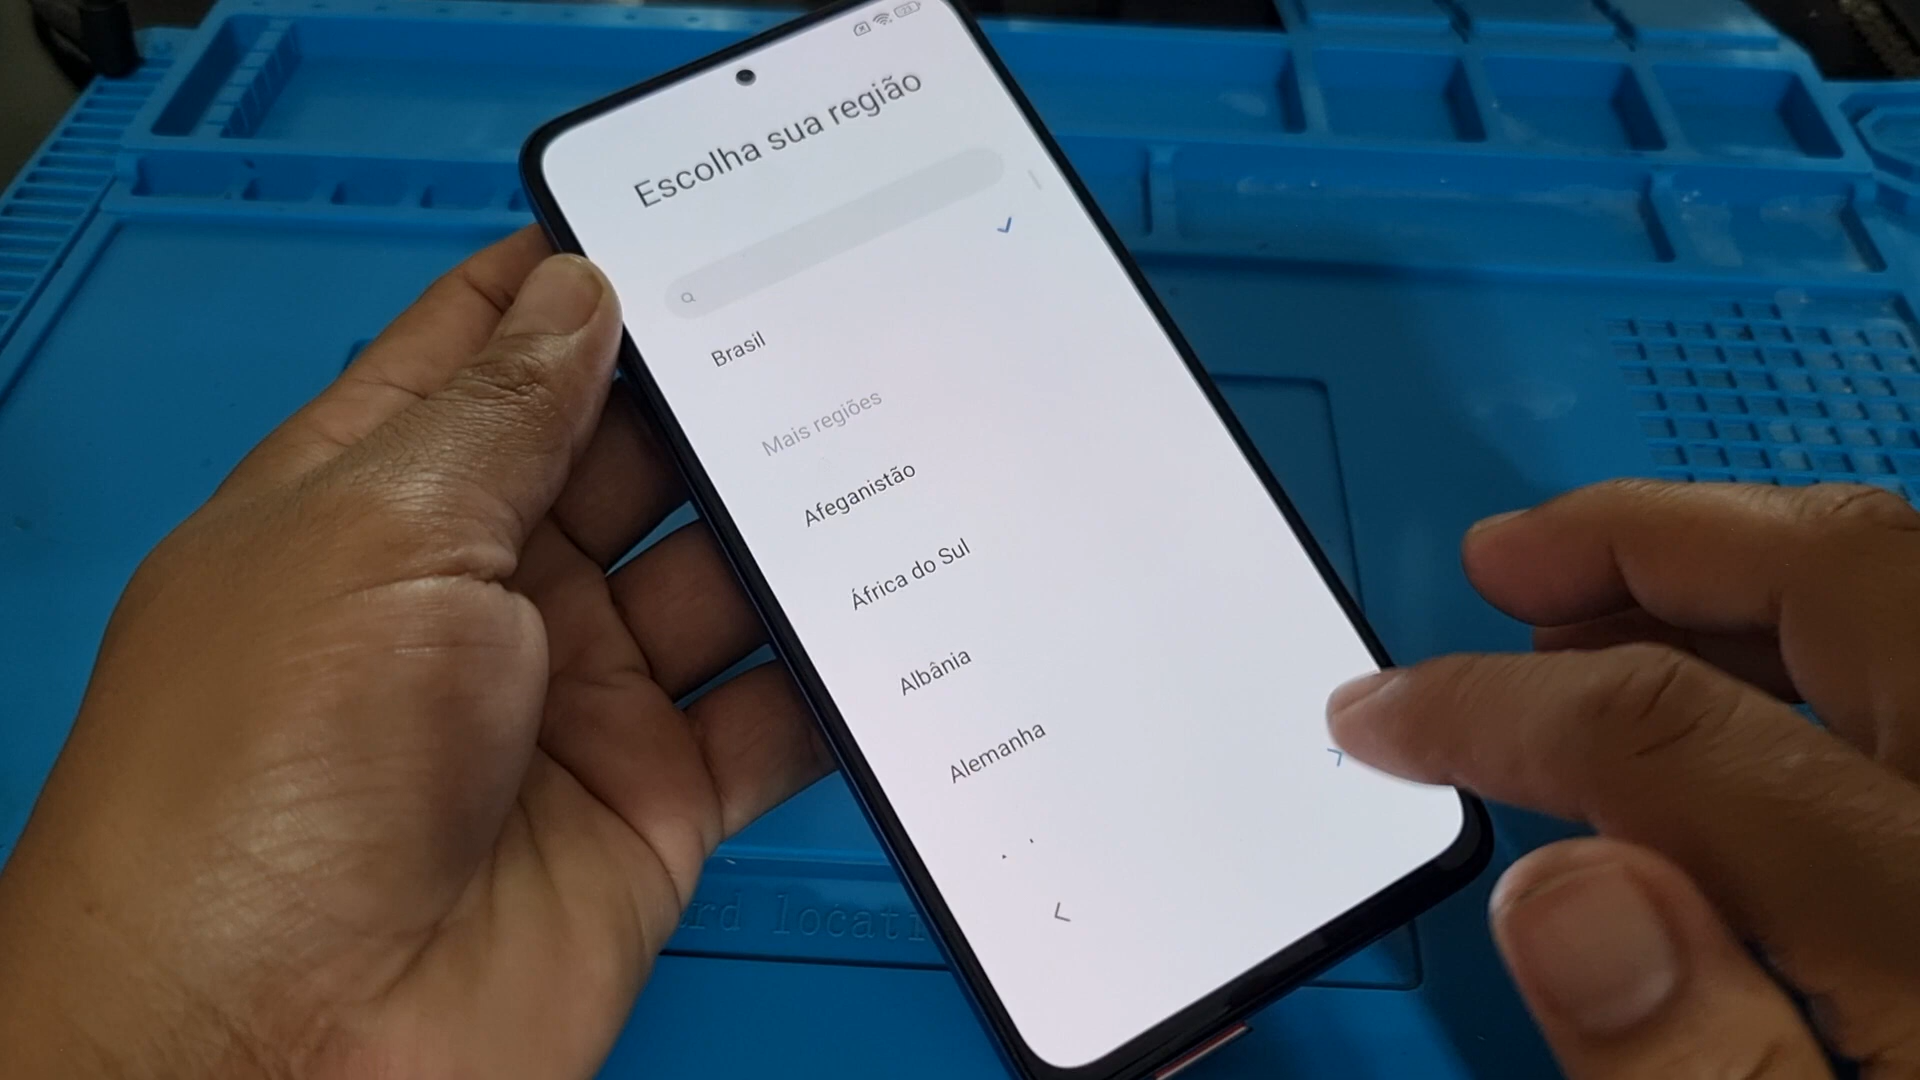 Escolha sua região
Brasil
Mais regiões
Afeganistão
África do Sul
Albânia
Alemanha